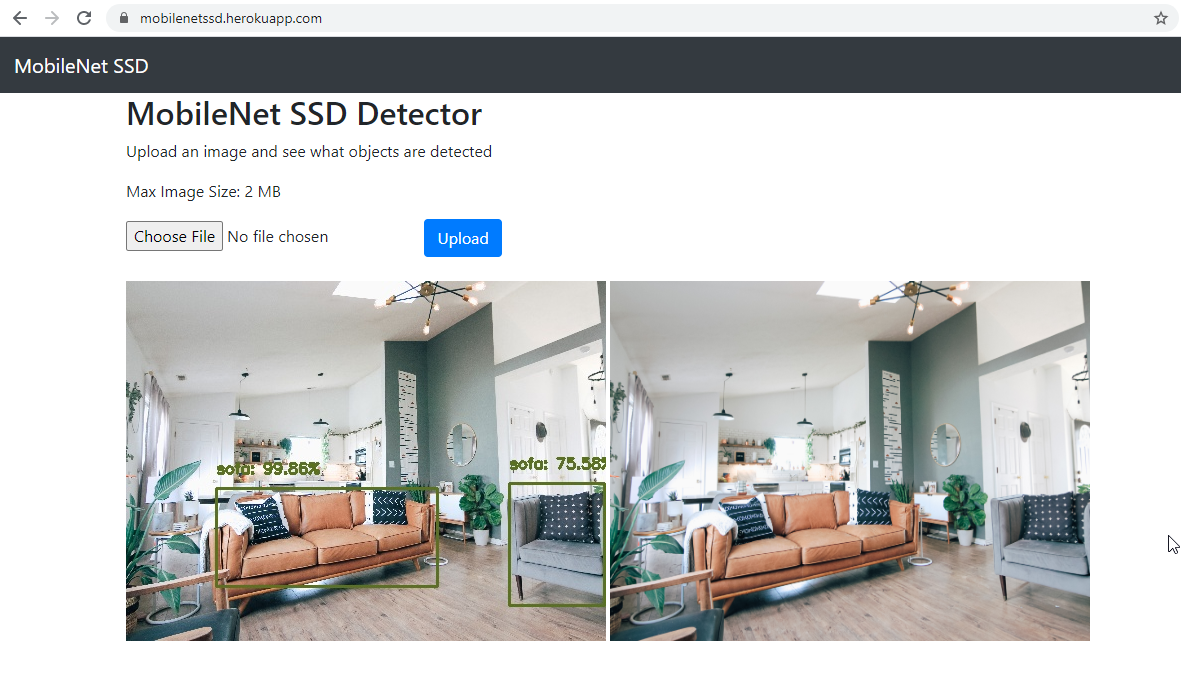 mobilenetssd.herokuapp.com
MobileNet SSD
MobileNet SSD Detector
Upload an image and see what objects are detected
Max Image Size: 2 MB
Choose File No file chosen
Upload
sofa: 99.86%
sofa: 75.58%